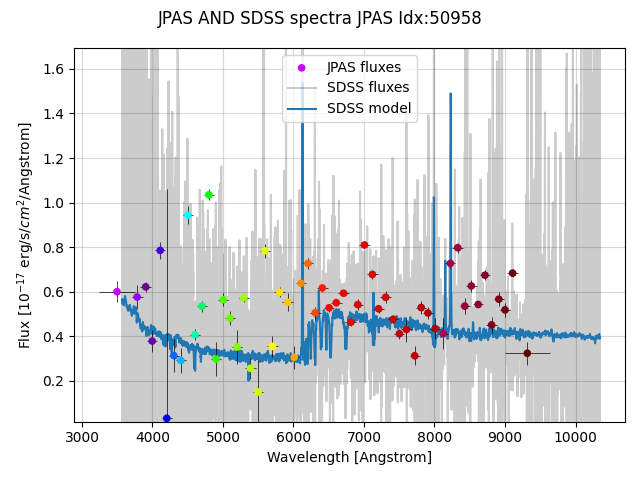 JPAS AND SDSS spectra JPAS Idx:50958
JPAS fluxes
SDSS fluxes
SDSS model
1.6
1.4
1.2
1.0
0.8
0.6
0.4
0.2
Flux [10⁻¹⁷ erg/s/cm²/Angstrom]
3000 4000 5000 6000 7000 8000 9000 10000
Wavelength [Angstrom]